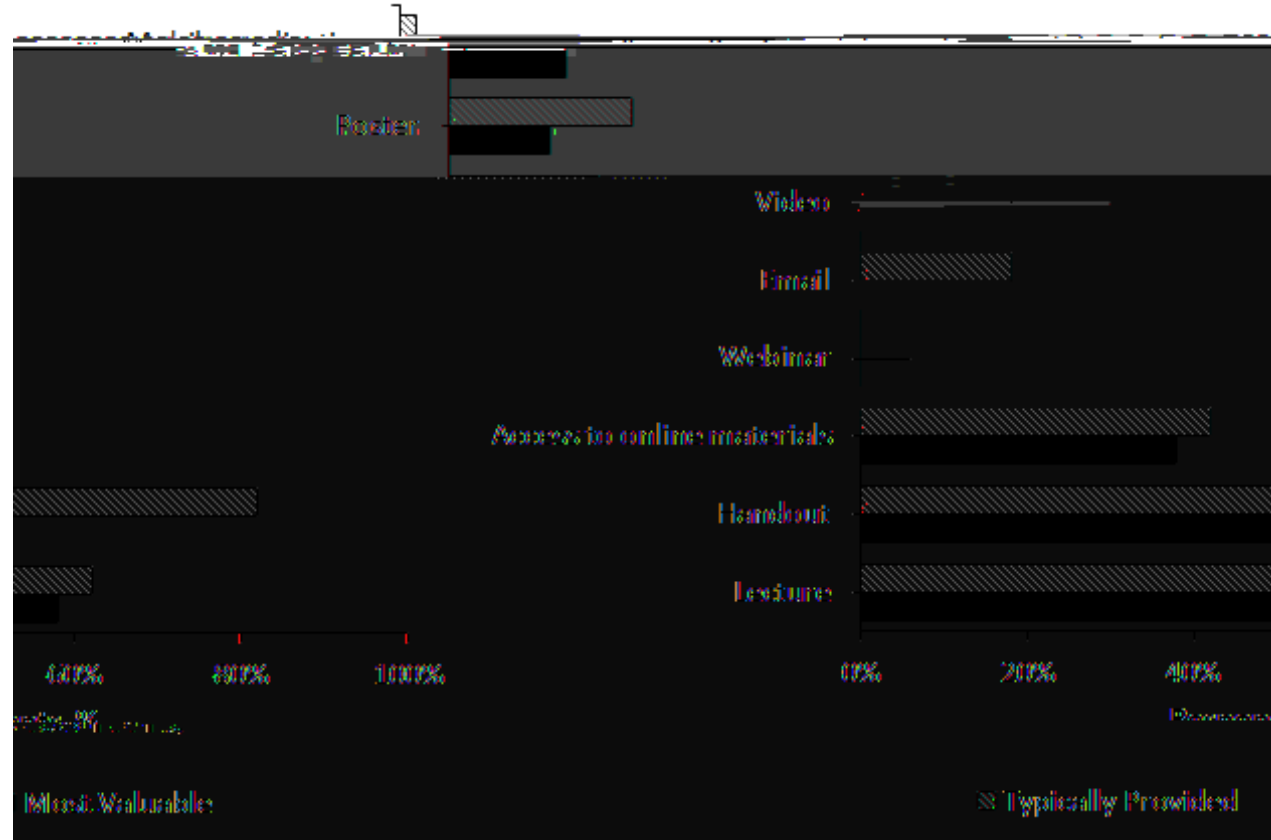 Poster
Video
Email
Webinar
Access to online materials
Handout
Lecture
60% 80% 100% 0% 20% 40%
Most Valuable Typically Provided